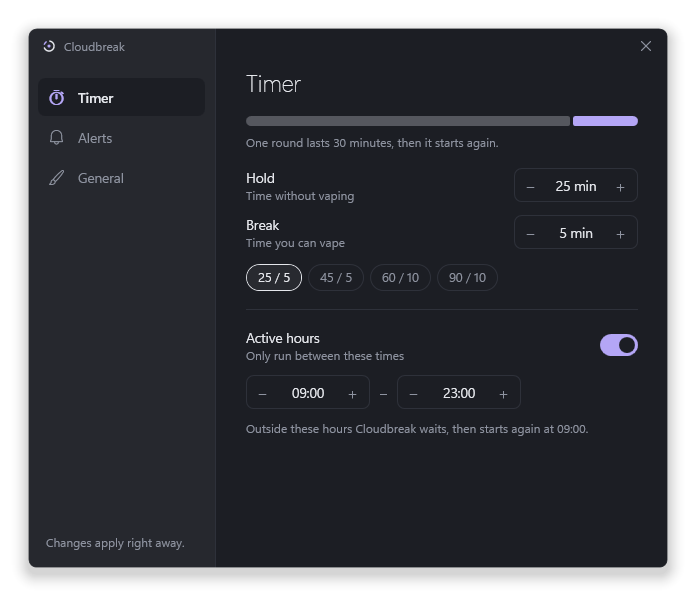 Cloudbreak
Timer
Alerts
General
Changes apply right away.
Timer
One round lasts 30 minutes, then it starts again.
Hold
Time without vaping
– 25 min +
Break
Time you can vape
– 5 min +
25 / 5 45 / 5 60 / 10 90 / 10
Active hours
Only run between these times
– 09:00 + – – 23:00 +
Outside these hours Cloudbreak waits, then starts again at 09:00.